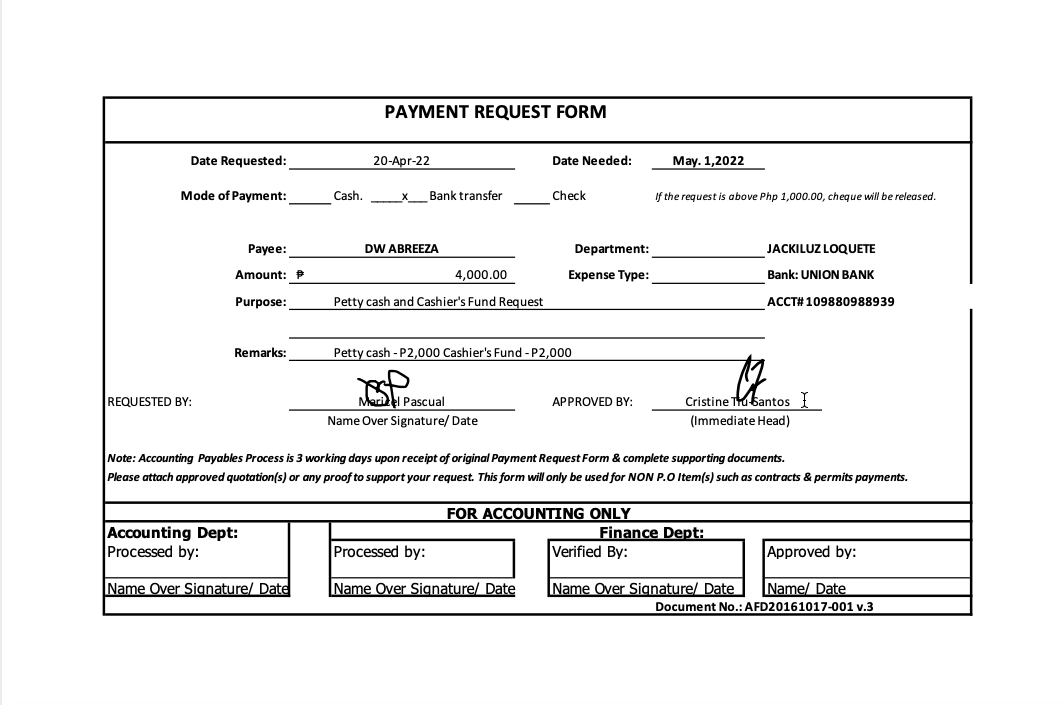 PAYMENT REQUEST FORM
Date Requested: 20-Apr-22 Date Needed: May. 1,2022
Mode of Payment: ______ Cash. _____x___ Bank transfer _____ Check If the request is above Php 1,000.00, cheque will be released.
Payee: DW ABREEZA Department: JACKILUZ LOQUETE
Amount: ₱ 4,000.00 Expense Type: Bank: UNION BANK
Purpose: Petty cash and Cashier's Fund Request ACCT# 109880988939
Remarks: Petty cash - P2,000 Cashier's Fund - P2,000
REQUESTED BY: Maricel Pascual APPROVED BY: Cristine Tiu-Santos
Name Over Signature/ Date (Immediate Head)
Note: Accounting Payables Process is 3 working days upon receipt of original Payment Request Form & complete supporting documents.
Please attach approved quotation(s) or any proof to support your request. This form will only be used for NON P.O Item(s) such as contracts & permits payments.
FOR ACCOUNTING ONLY
Accounting Dept: Finance Dept:
Processed by: Processed by: Verified By: Approved by:
Name Over Signature/ Date Name Over Signature/ Date Name Over Signature/ Date Name/ Date
Document No.: AFD20161017-001 v.3